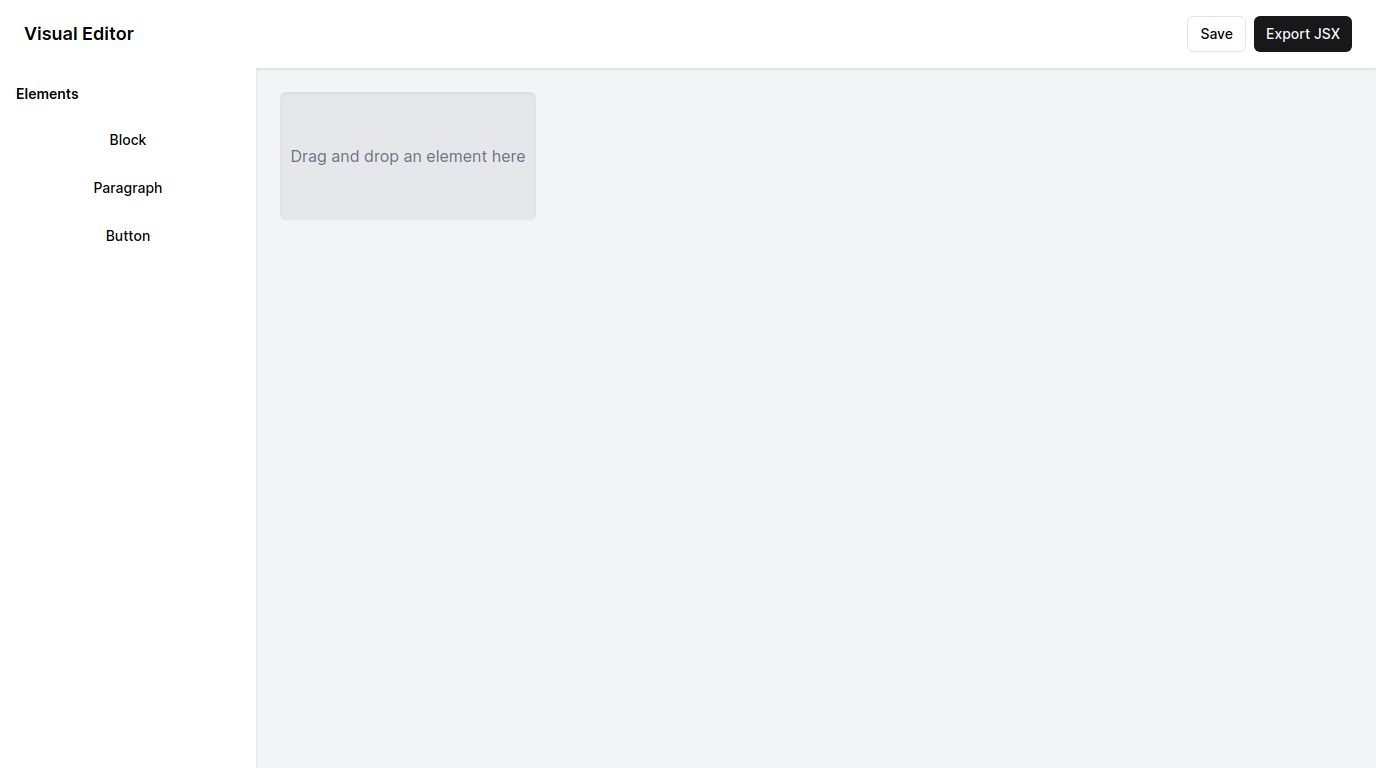 Visual Editor
Save
Export JSX
Elements
Block
Paragraph
Button
Drag and drop an element here